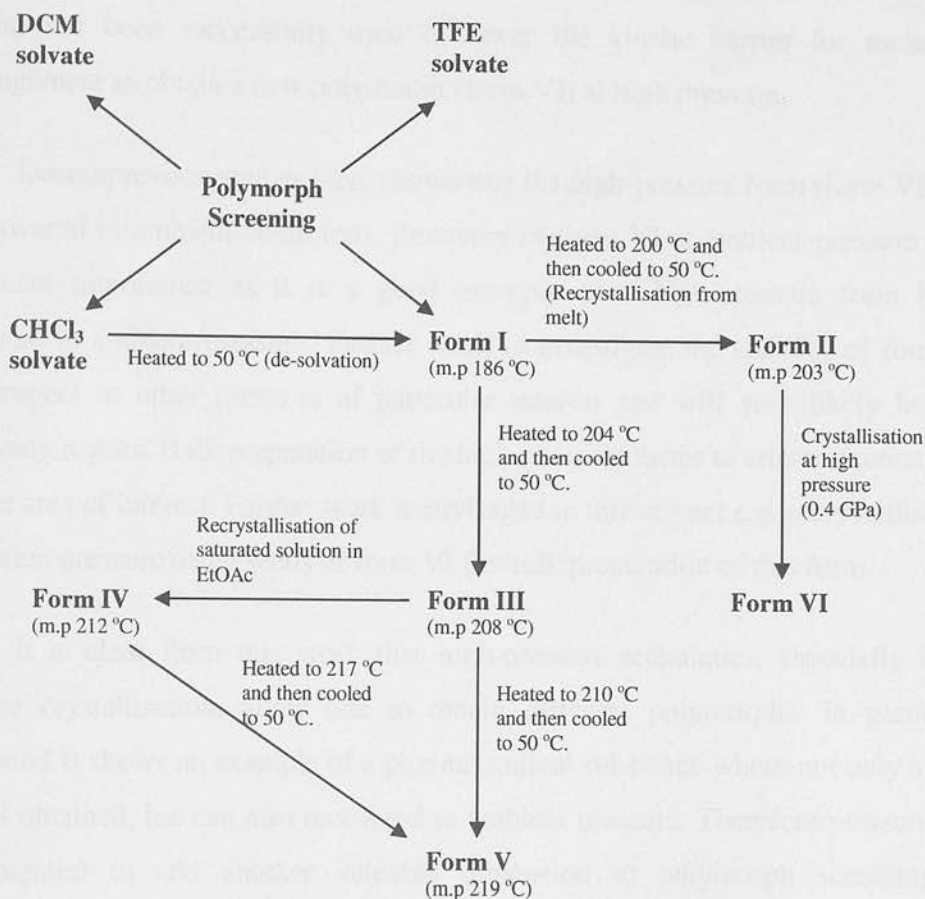 DCM
solvate
TFE
solvate
Polymorph
Screening
Heated to 200 °C and
then cooled to 50 °C.
(Recrystallisation from
melt)
CHCl₃
solvate
Heated to 50 °C (de-solvation)
Form I
(m.p 186 °C)
Form II
(m.p 203 °C)
Heated to 204 °C
and then cooled
to 50 °C.
Crystallisation
at high
pressure
(0.4 GPa)
Recrystallisation of
saturated solution in
EtOAc
Form IV
(m.p 212 °C)
Form III
(m.p 208 °C)
Form VI
Heated to 217 °C
and then cooled
to 50 °C.
Heated to 210 °C
and then cooled
to 50 °C.
Form V
(m.p 219 °C)